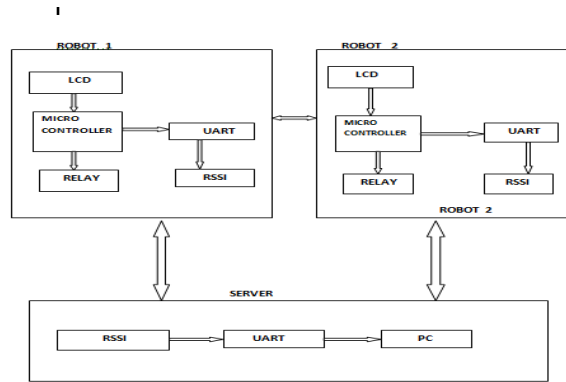 ROBOT 1
LCD
MICRO
CONTROLLER
UART
RELAY
RSSI
ROBOT 2
LCD
MICRO
CONTROLLER
UART
RELAY
RSSI
ROBOT 2
SERVER
RSSI
UART
PC